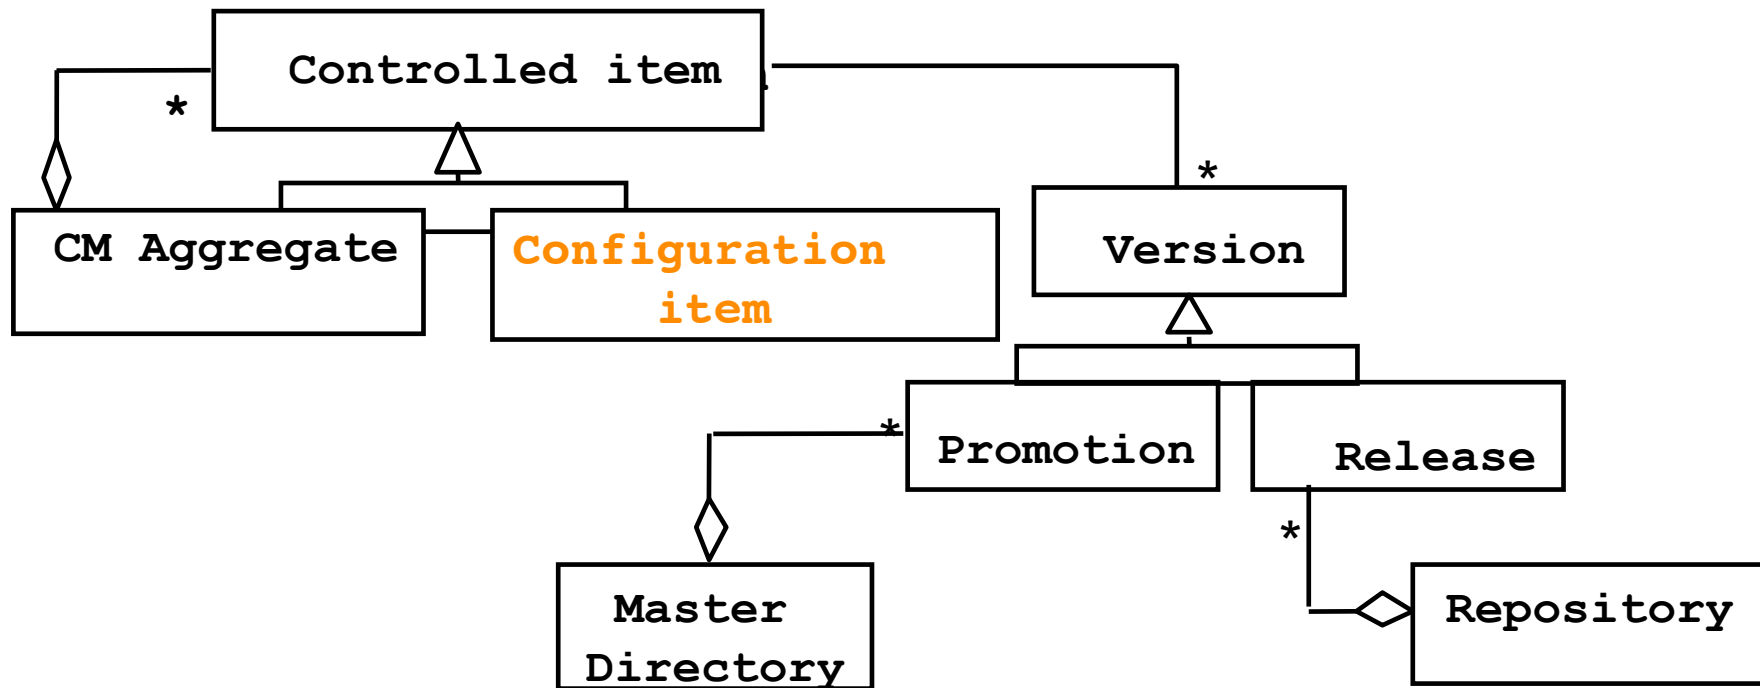 Controlled item
*
*
CM Aggregate
Configuration
item
Version
*
Promotion
Release
*
Master
Directory
Repository